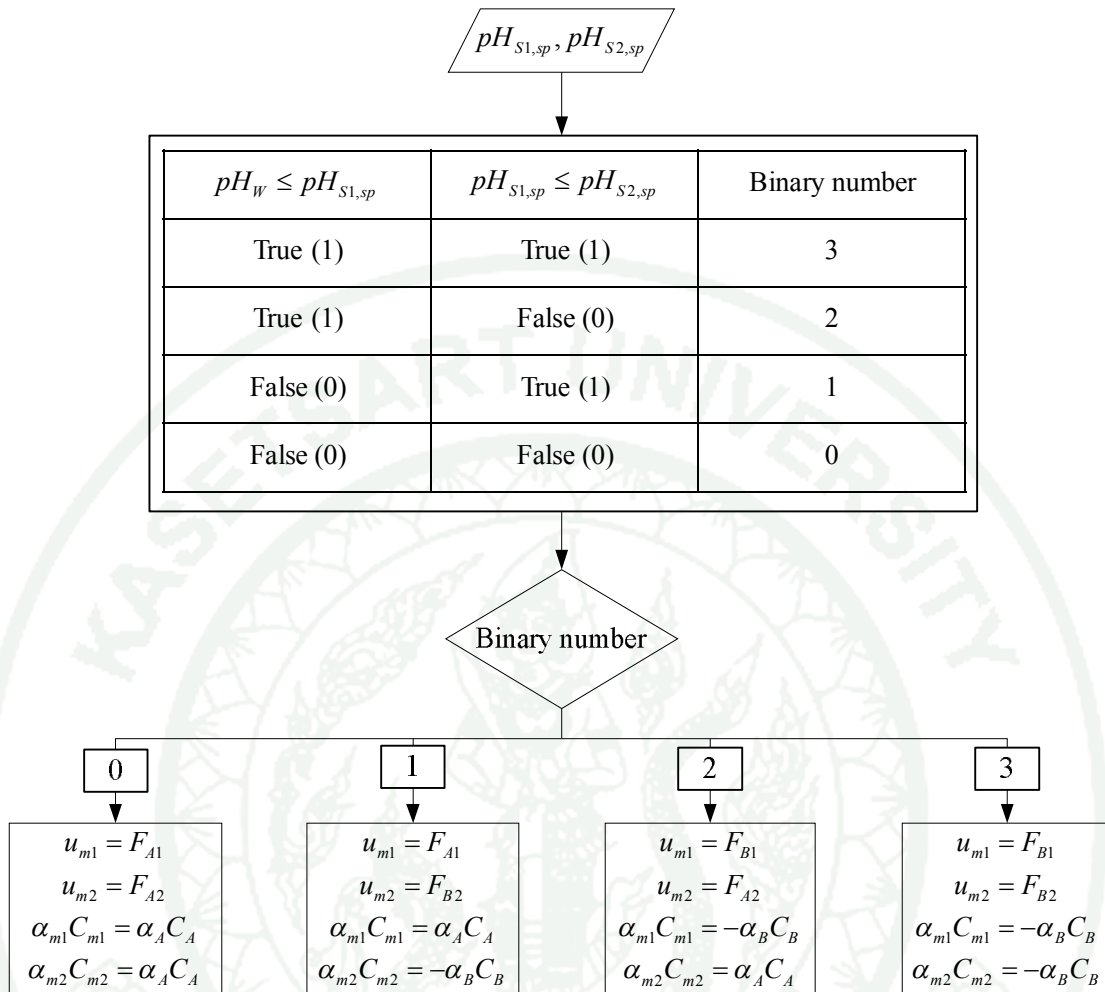 pH_{S1,sp}, pH_{S2,sp}
pH_W ≤ pH_{S1,sp} pH_{S1,sp} ≤ pH_{S2,sp} Binary number
True (1) True (1) 3
True (1) False (0) 2
False (0) True (1) 1
False (0) False (0) 0
KASETSART UNIVERSITY
Binary number
0 1 2 3
u_{m1} = F_{A1} u_{m1} = F_{A1} u_{m1} = F_{B1} u_{m1} = F_{B1}
u_{m2} = F_{A2} u_{m2} = F_{B2} u_{m2} = F_{A2} u_{m2} = F_{B2}
α_{m1}C_{m1} = α_A C_A α_{m1}C_{m1} = α_A C_A α_{m1}C_{m1} = -α_B C_B α_{m1}C_{m1} = -α_B C_B
α_{m2}C_{m2} = α_A C_A α_{m2}C_{m2} = -α_B C_B α_{m2}C_{m2} = α_A C_A α_{m2}C_{m2} = -α_B C_B